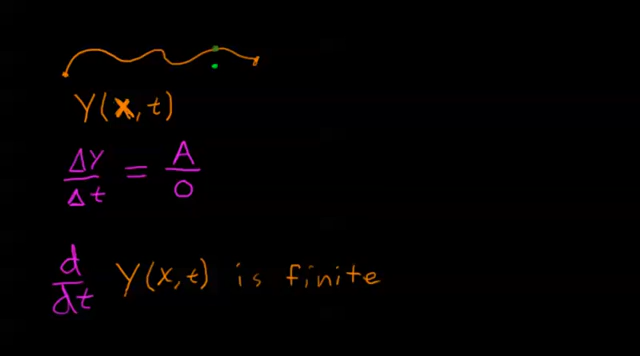 Y(x, t)
ΔY/Δt = A/0
d/dt Y(x, t) is finite